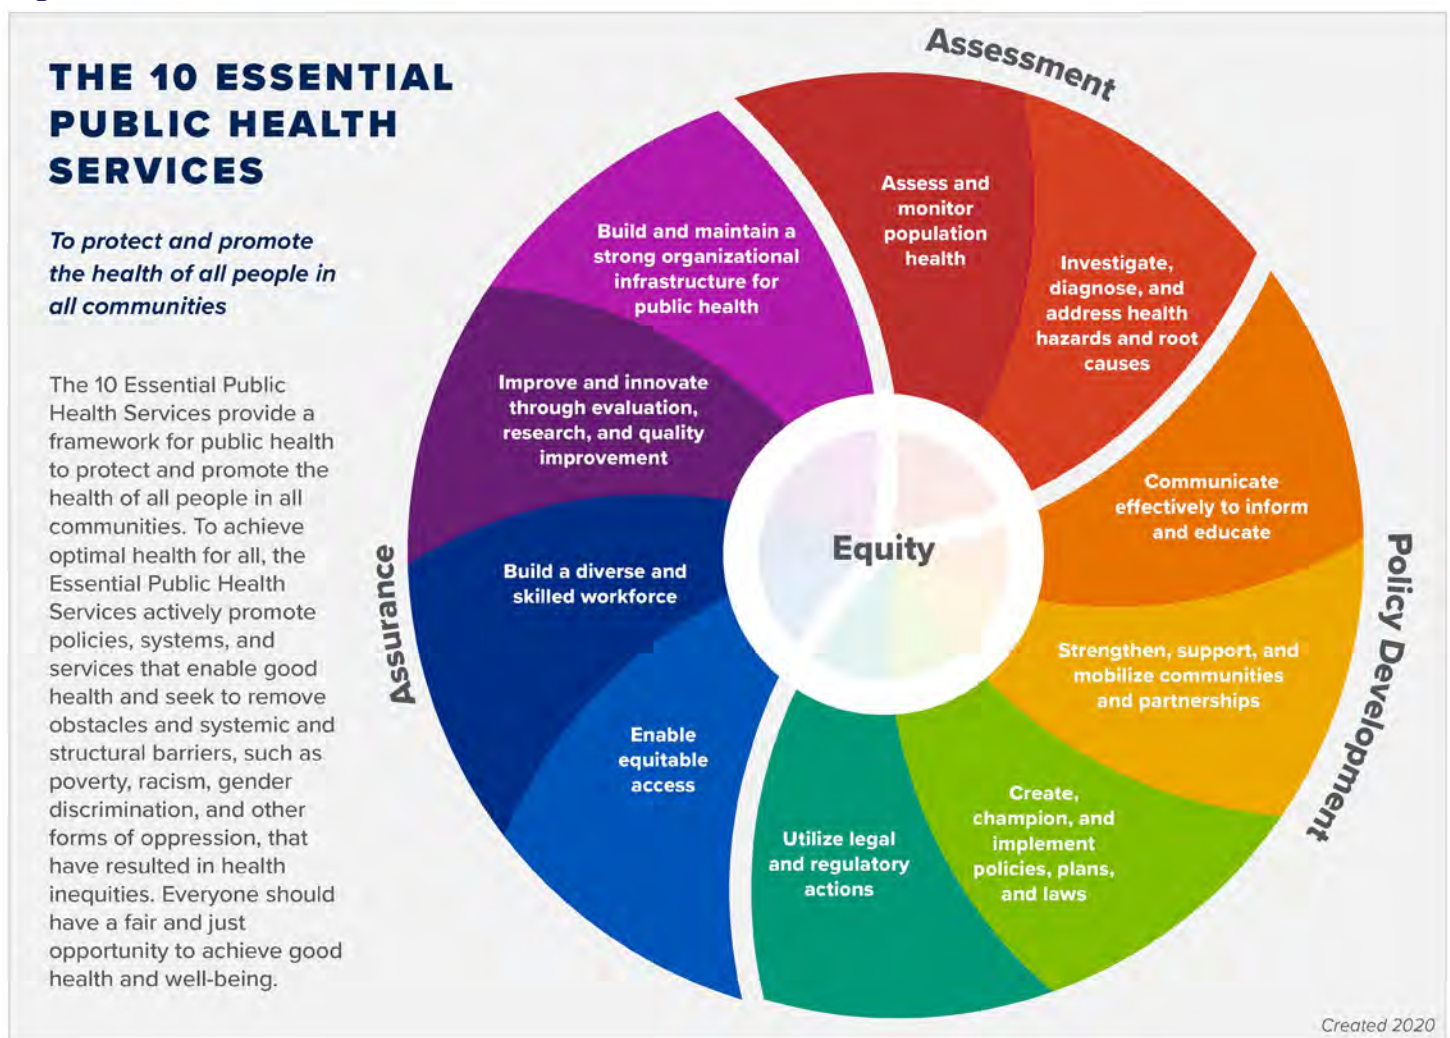 THE 10 ESSENTIAL
PUBLIC HEALTH
SERVICES
To protect and promote
the health of all people in
all communities
The 10 Essential Public
Health Services provide a
framework for public health
to protect and promote the
health of all people in all
communities. To achieve
optimal health for all, the
Essential Public Health
Services actively promote
policies, systems, and
services that enable good
health and seek to remove
obstacles and systemic and
structural barriers, such as
poverty, racism, gender
discrimination, and other
forms of oppression, that
have resulted in health
inequities. Everyone should
have a fair and just
opportunity to achieve good
health and well-being.
Assessment
Assess and
monitor
population
health
Investigate,
diagnose, and
address health
hazards and root
causes
Policy Development
Communicate
effectively to inform
and educate
Strengthen, support, and
mobilize communities
and partnerships
Create,
champion, and
implement
policies, plans,
and laws
Utilize legal
and regulatory
actions
Assurance
Enable
equitable
access
Build a diverse and
skilled workforce
Improve and innovate
through evaluation,
research, and quality
improvement
Build and maintain a
strong organizational
infrastructure for
public health
Equity
Created 2020